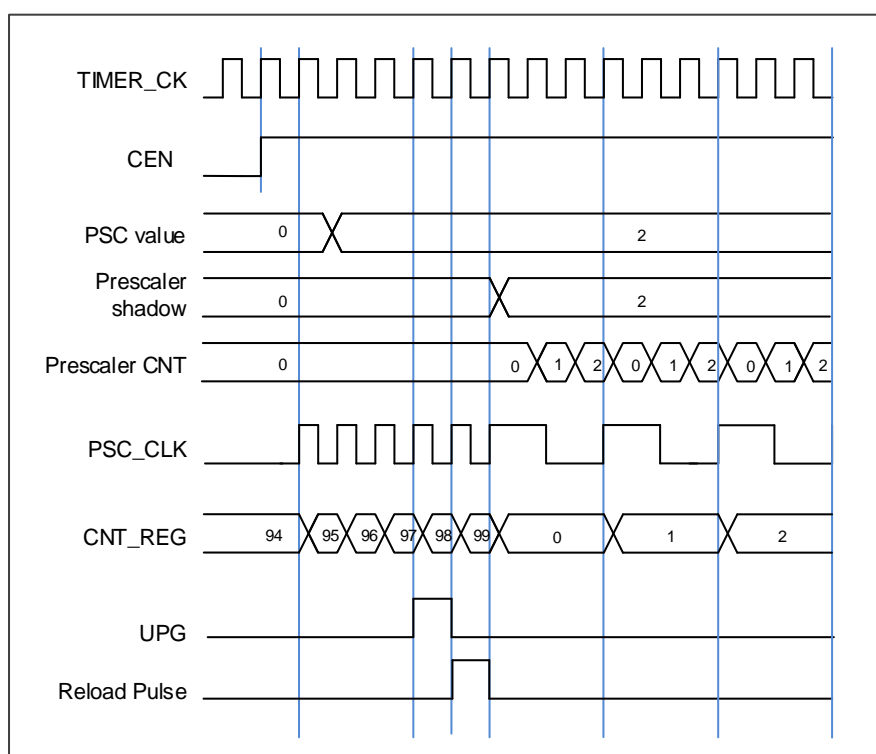 TIMER_CK
CEN
PSC value 0 2
Prescaler
shadow 0 2
Prescaler CNT 0 0 1 2 0 1 2 0 1 2
PSC_CLK
CNT_REG 94 95 96 97 98 99 0 1 2
UPG
Reload Pulse